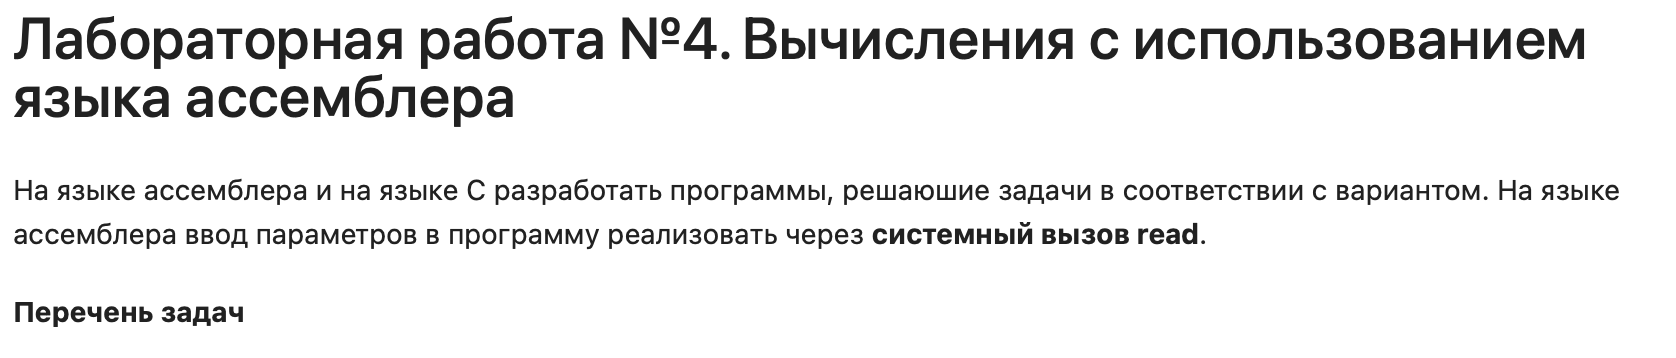 Лабораторная работа №4. Вычисления с использованием
языка ассемблера
На языке ассемблера и на языке C разработать программы, решаюшие задачи в соответствии с вариантом. На языке
ассемблера ввод параметров в программу реализовать через системный вызов read.
Перечень задач